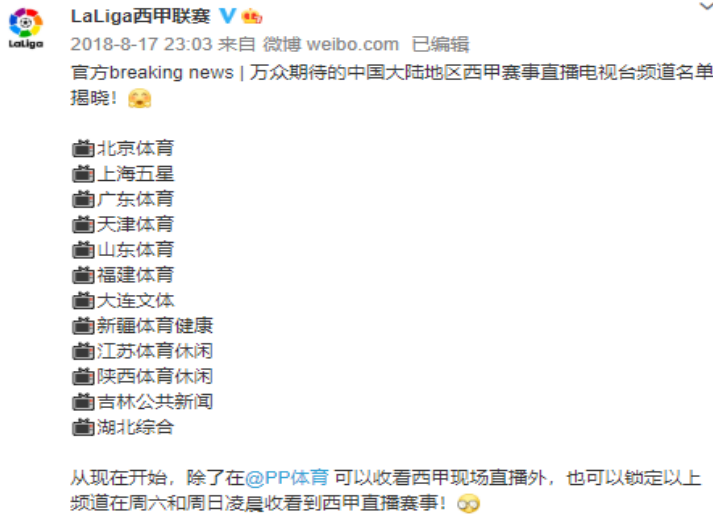 LaLiga西甲联赛
LaLiga
2018-8-17 23:03 来自 微博 weibo.com 已编辑
官方breaking news | 万众期待的中国大陆地区西甲赛事直播电视台频道名单
揭晓！
北京体育
上海五星
广东体育
天津体育
山东体育
福建体育
大连文体
新疆体育健康
江苏体育休闲
陕西体育休闲
吉林公共新闻
湖北综合
从现在开始，除了在@PP体育 可以收看西甲现场直播外，也可以锁定以上
频道在周六和周日凌晨收看到西甲直播赛事！